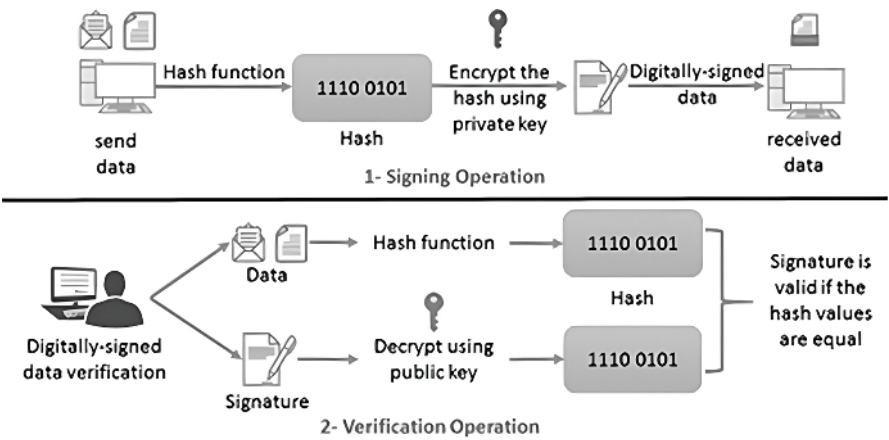 Hash function
1110 0101
Hash
Encrypt the
hash using
private key
Digitally-signed
data
send
data
received
data
1- Signing Operation
Data
Hash function
1110 0101
Hash
Signature is
valid if the
hash values
are equal
Digitally-signed
data verification
Signature
Decrypt using
public key
1110 0101
2- Verification Operation